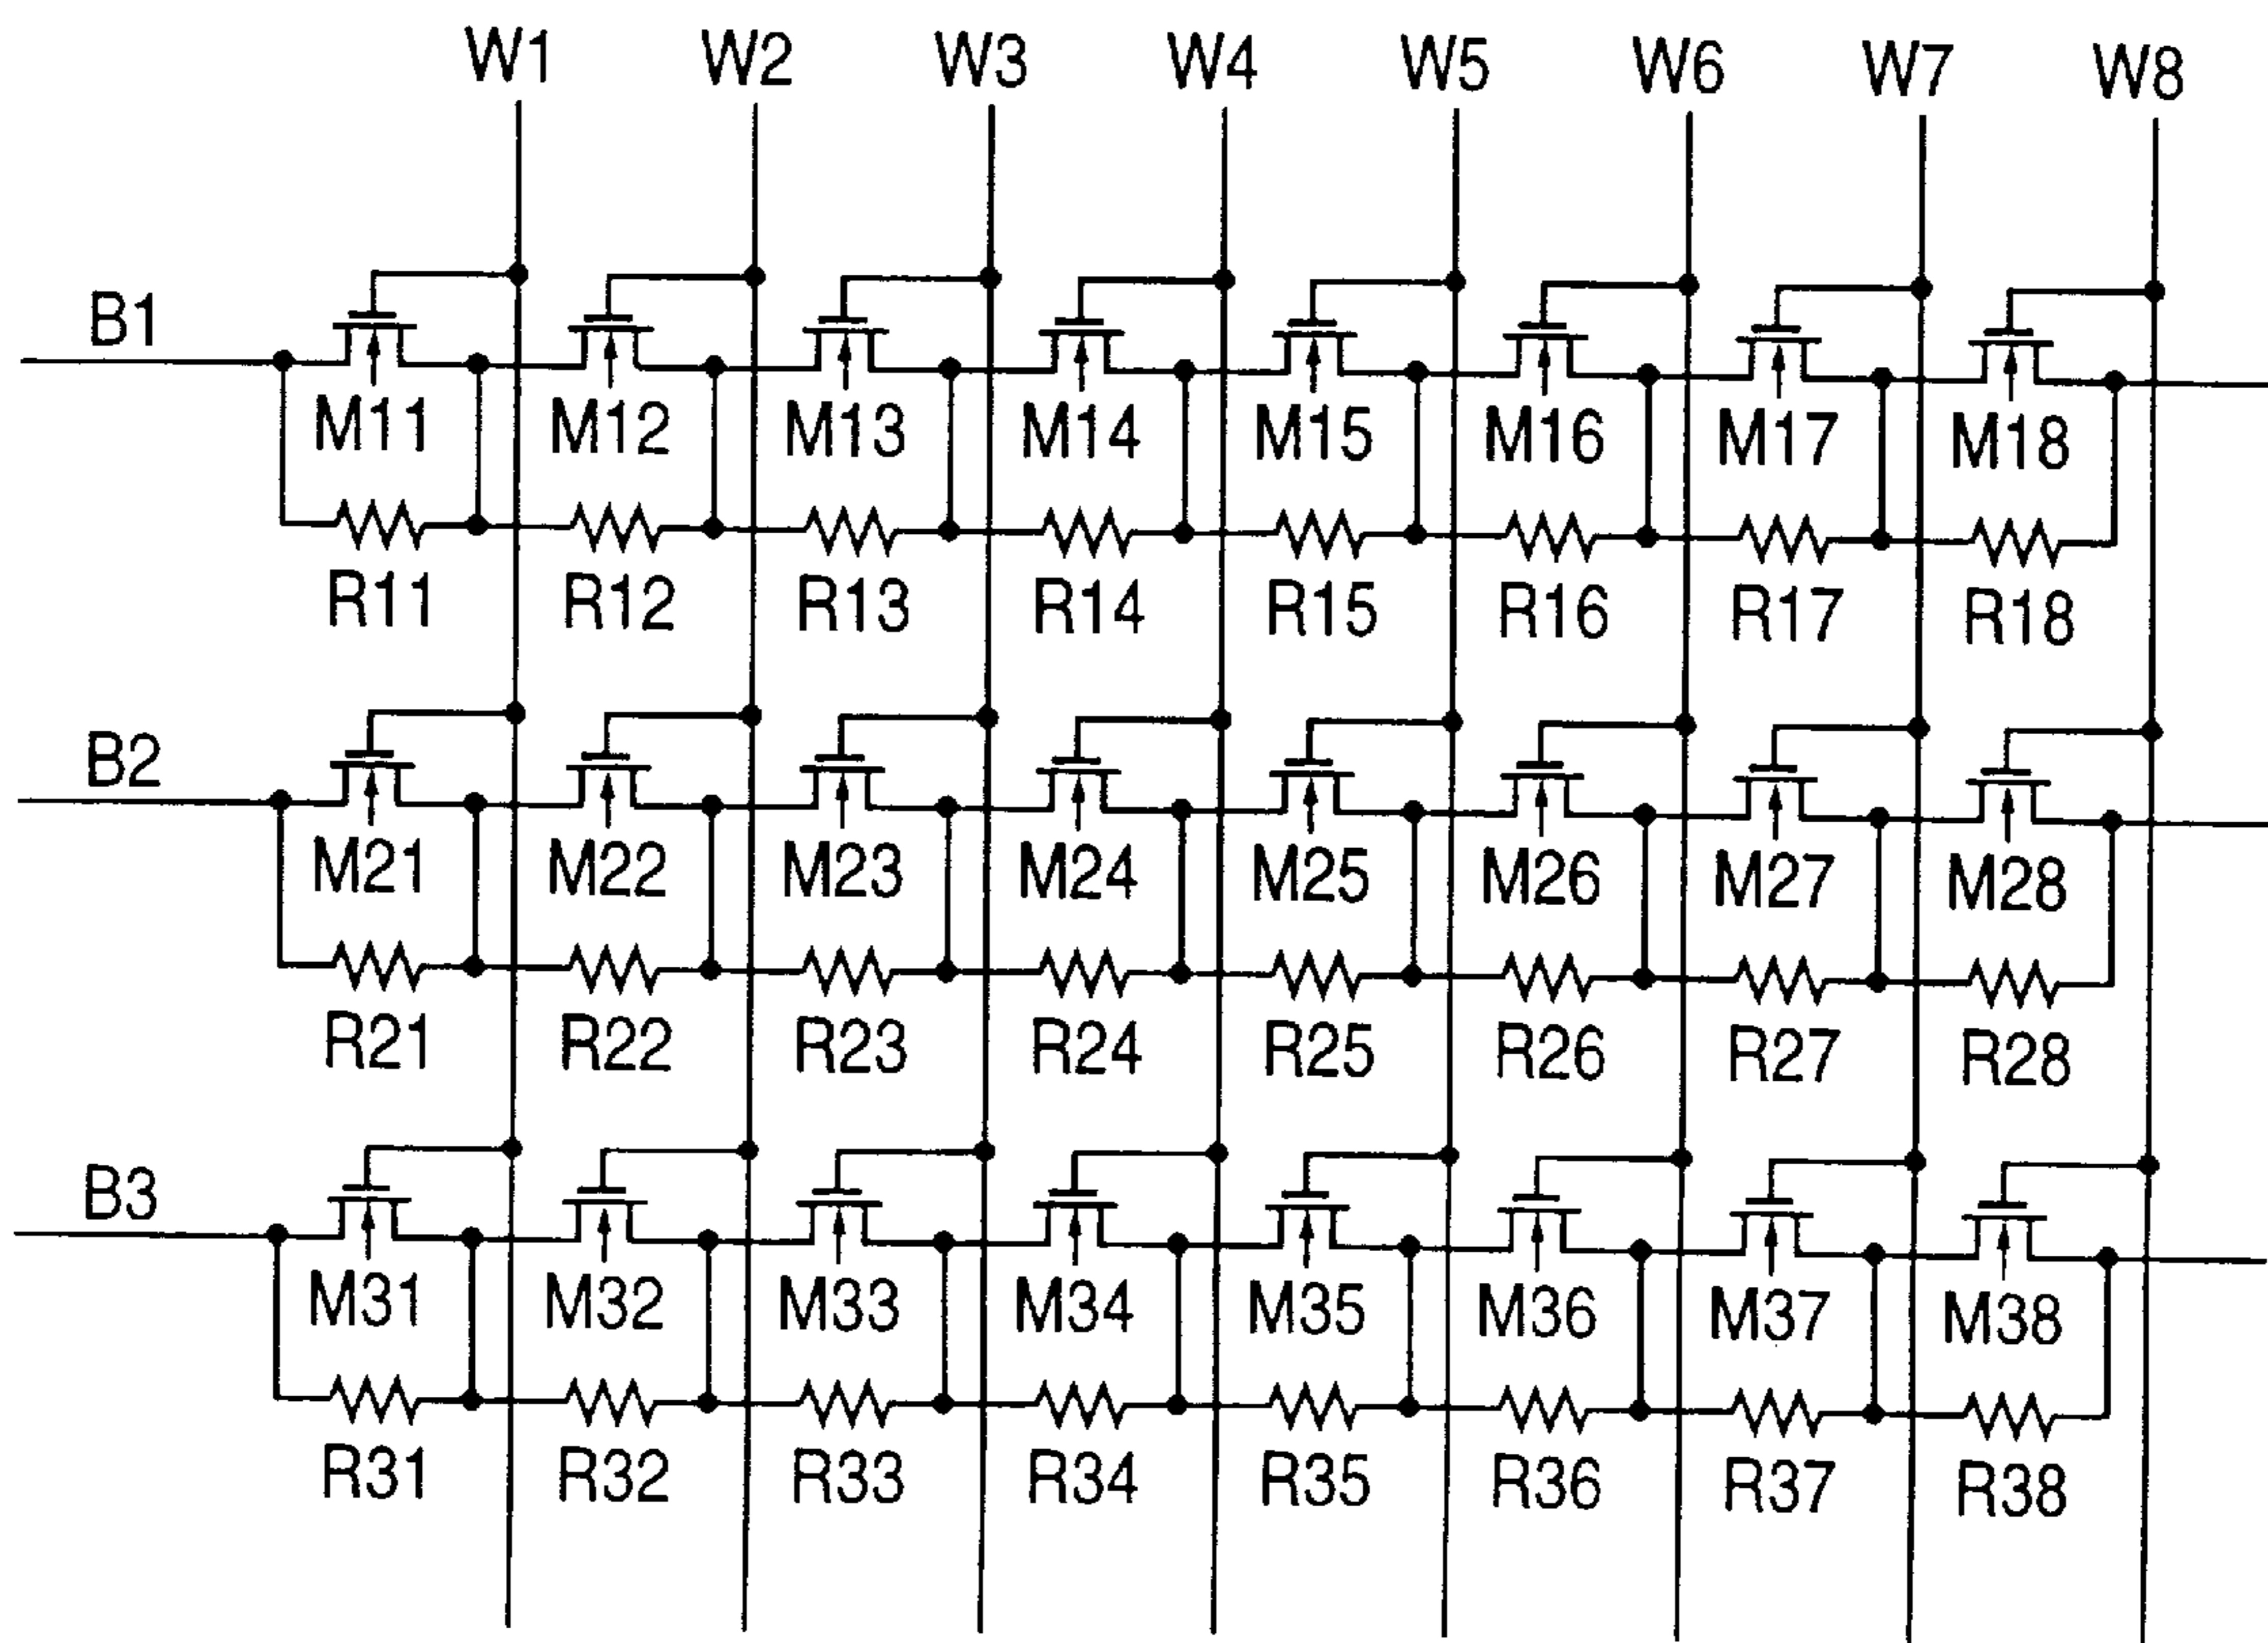 W1 W2 W3 W4 W5 W6 W7 W8
B1
M11 M12 M13 M14 M15 M16 M17 M18
R11 R12 R13 R14 R15 R16 R17 R18
B2
M21 M22 M23 M24 M25 M26 M27 M28
R21 R22 R23 R24 R25 R26 R27 R28
B3
M31 M32 M33 M34 M35 M36 M37 M38
R31 R32 R33 R34 R35 R36 R37 R38